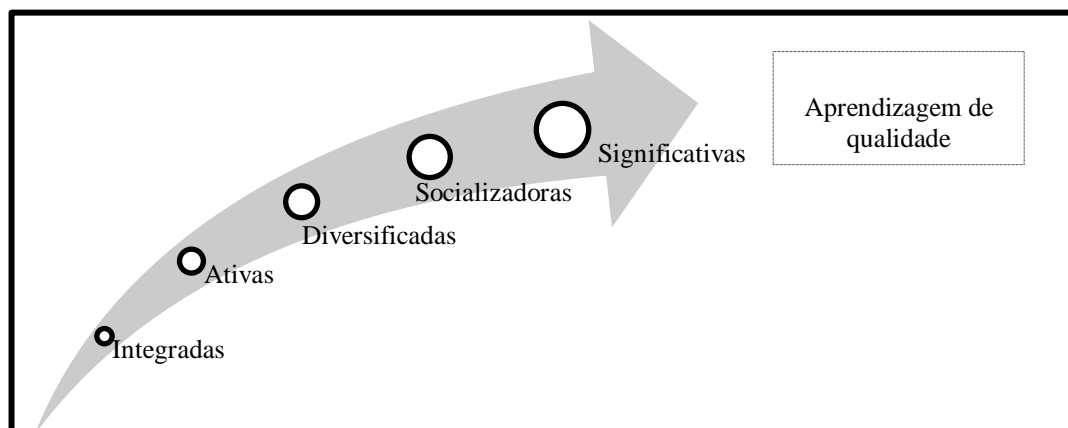 Aprendizagem de
qualidade
Significativas
Socializadoras
Diversificadas
Ativas
Integradas